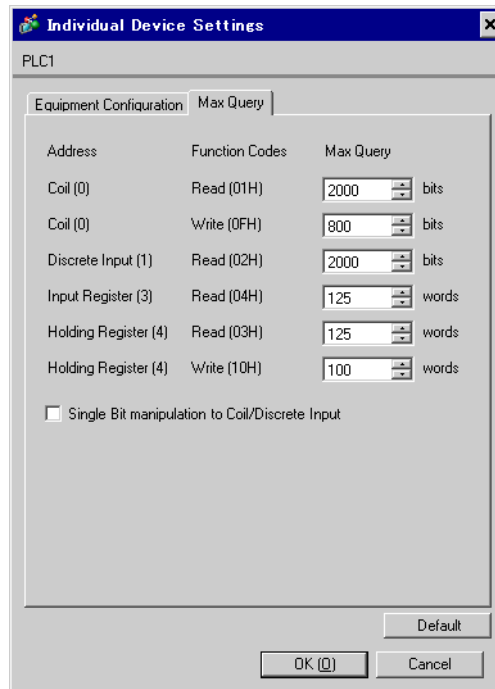 Individual Device Settings
PLC1
Equipment Configuration Max Query
Address Function Codes Max Query
Coil (0) Read (01H) 2000 bits
Coil (0) Write (0FH) 800 bits
Discrete Input (1) Read (02H) 2000 bits
Input Register (3) Read (04H) 125 words
Holding Register (4) Read (03H) 125 words
Holding Register (4) Write (10H) 100 words
Single Bit manipulation to Coil/Discrete Input
Default
OK (O) Cancel